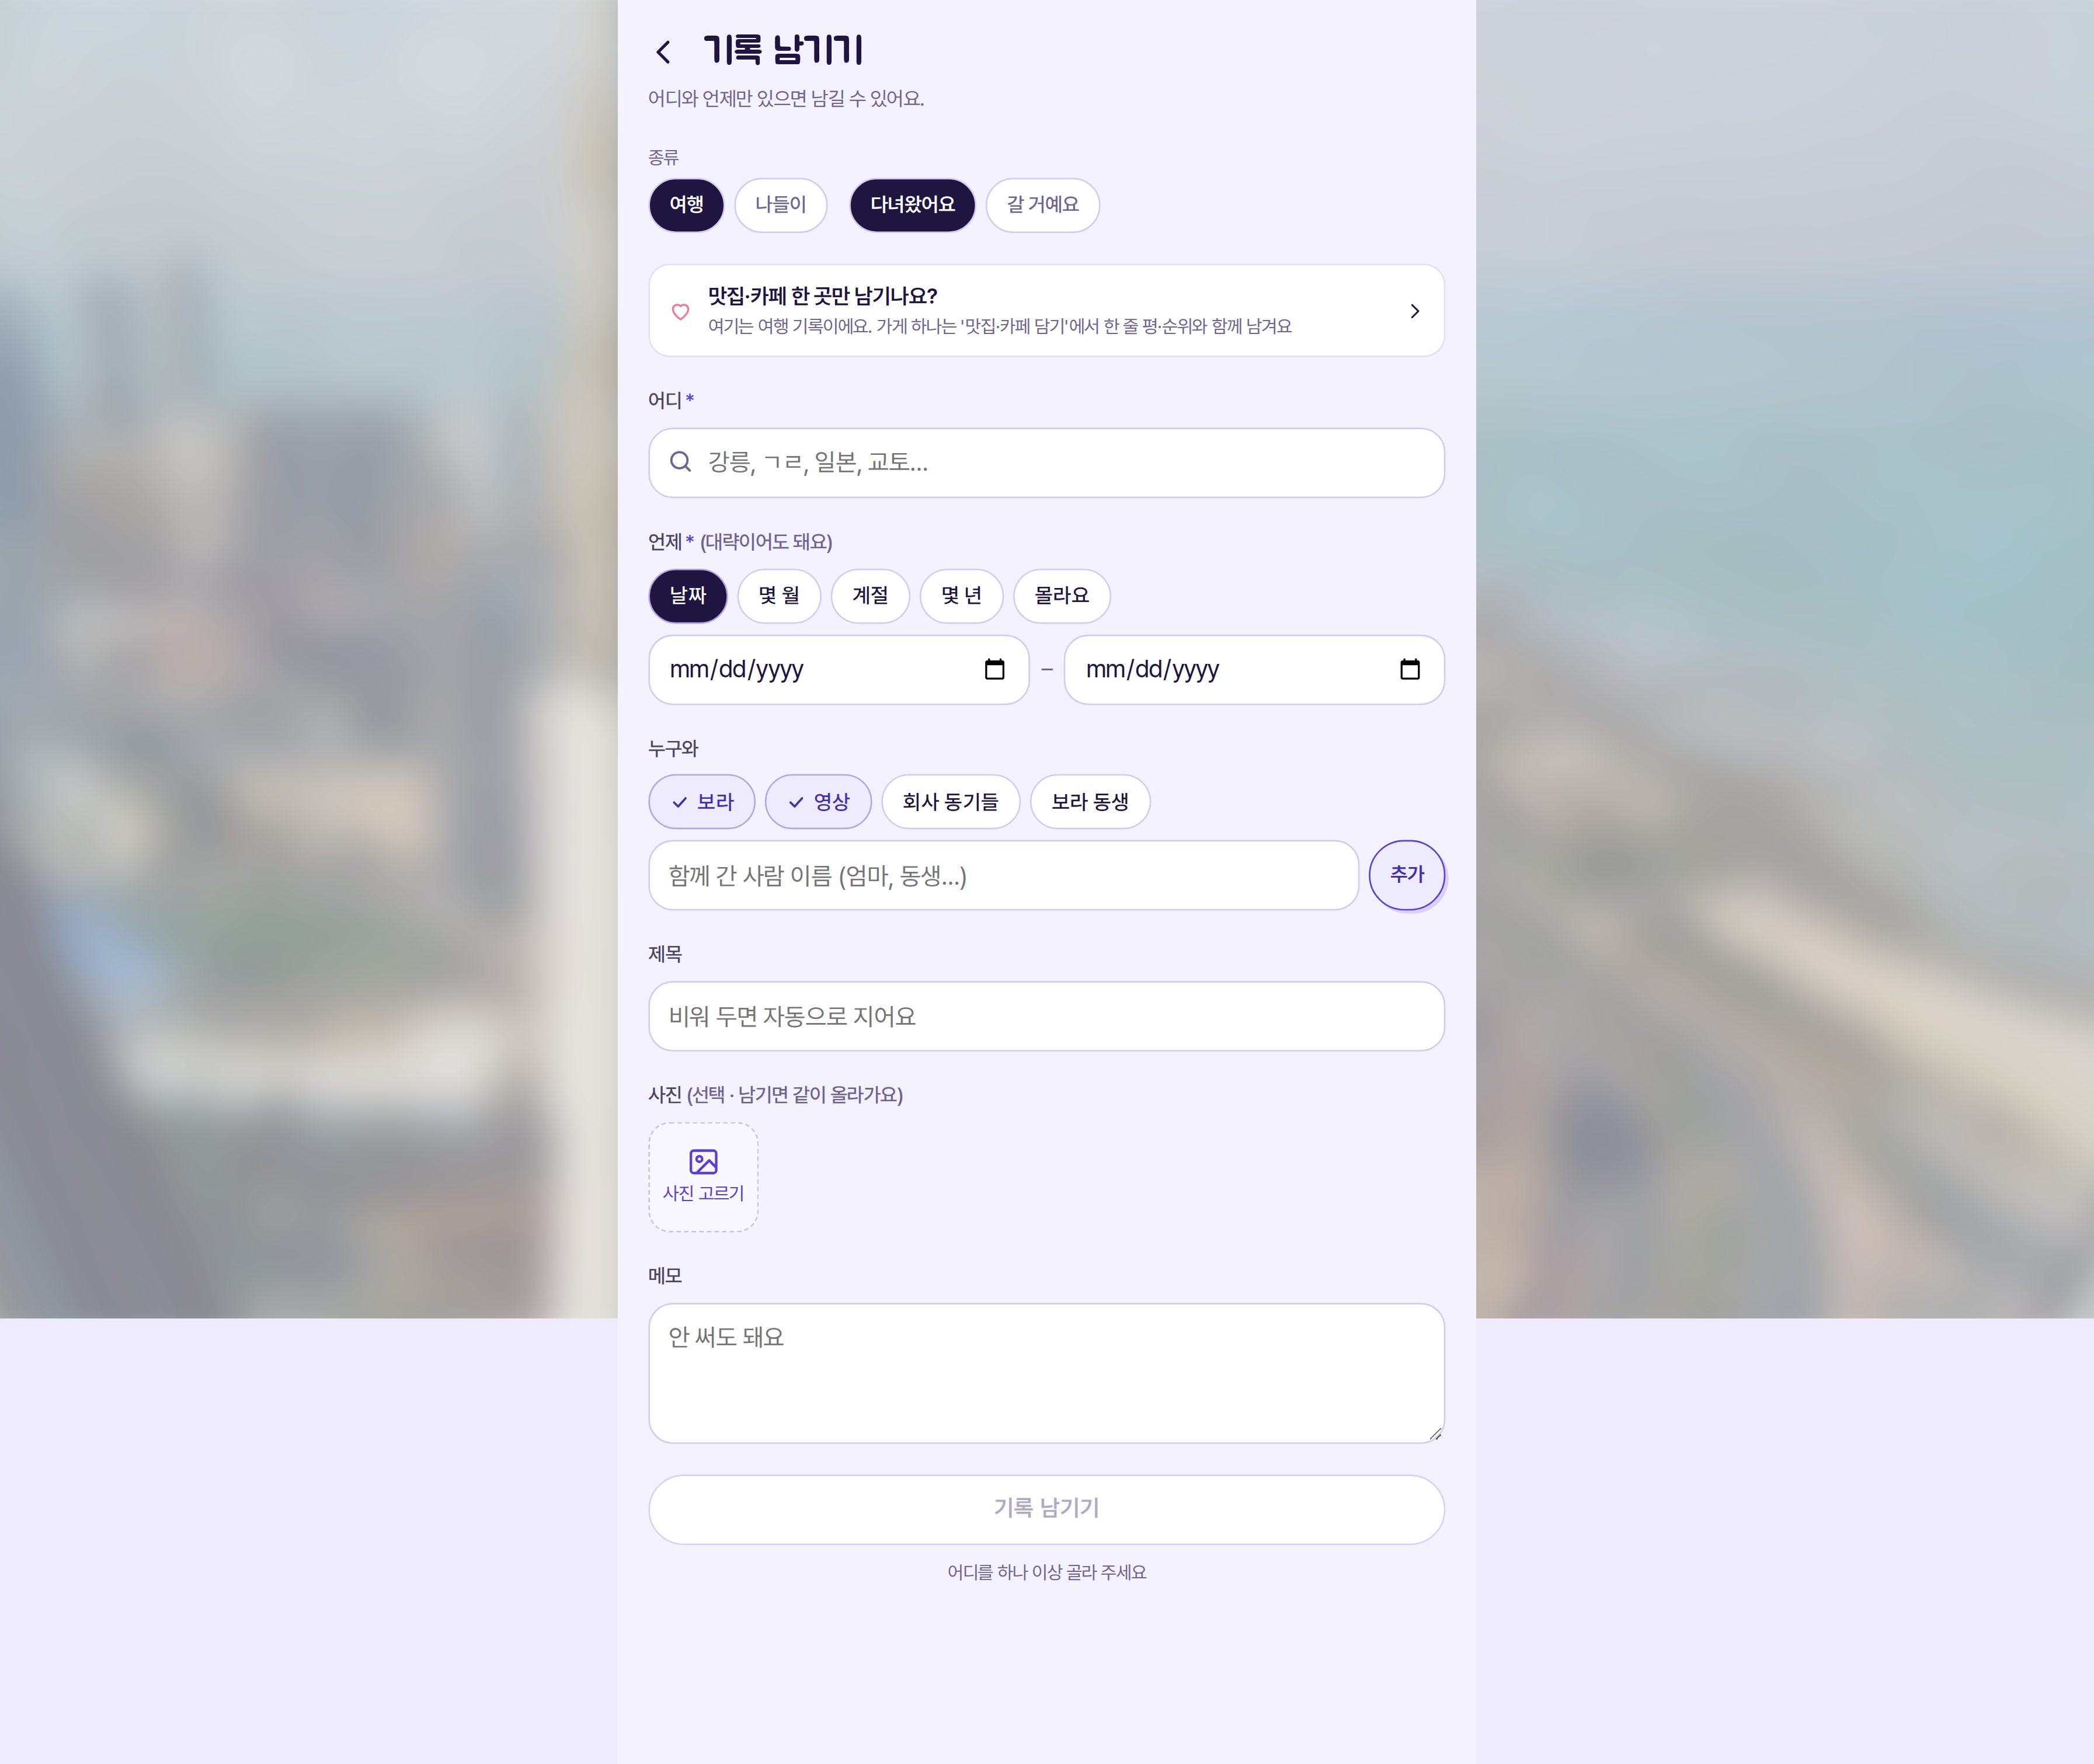 기록 남기기
어디와 언제만 있으면 남길 수 있어요.
종류
여행 나들이 다녀왔어요 갈 거예요
맛집·카페 한 곳만 남기나요?
여기는 여행 기록이에요. 가게 하나는 '맛집·카페 담기'에서 한 줄 평·순위와 함께 남겨요
어디 *
강릉, ㄱㄹ, 일본, 교토...
언제 * (대략이어도 돼요)
날짜 몇 월 계절 몇 년 몰라요
mm/dd/yyyy – mm/dd/yyyy
누구와
보라 영상 회사 동기들 보라 동생
함께 간 사람 이름 (엄마, 동생...) 추가
제목
비워 두면 자동으로 지어요
사진 (선택 · 남기면 같이 올라가요)
사진 고르기
메모
안 써도 돼요
기록 남기기
어디를 하나 이상 골라 주세요